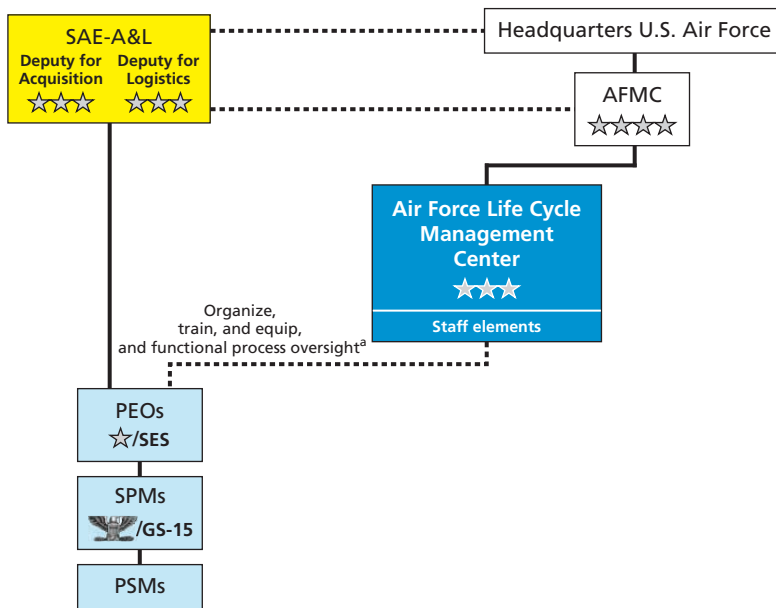 SAE-A&L
Deputy for Deputy for
Acquisition Logistics
Headquarters U.S. Air Force
AFMC
Air Force Life Cycle
Management
Center
Staff elements
Organize,
train, and equip,
and functional process oversightᵃ
PEOs
/SES
SPMs
/GS-15
PSMs